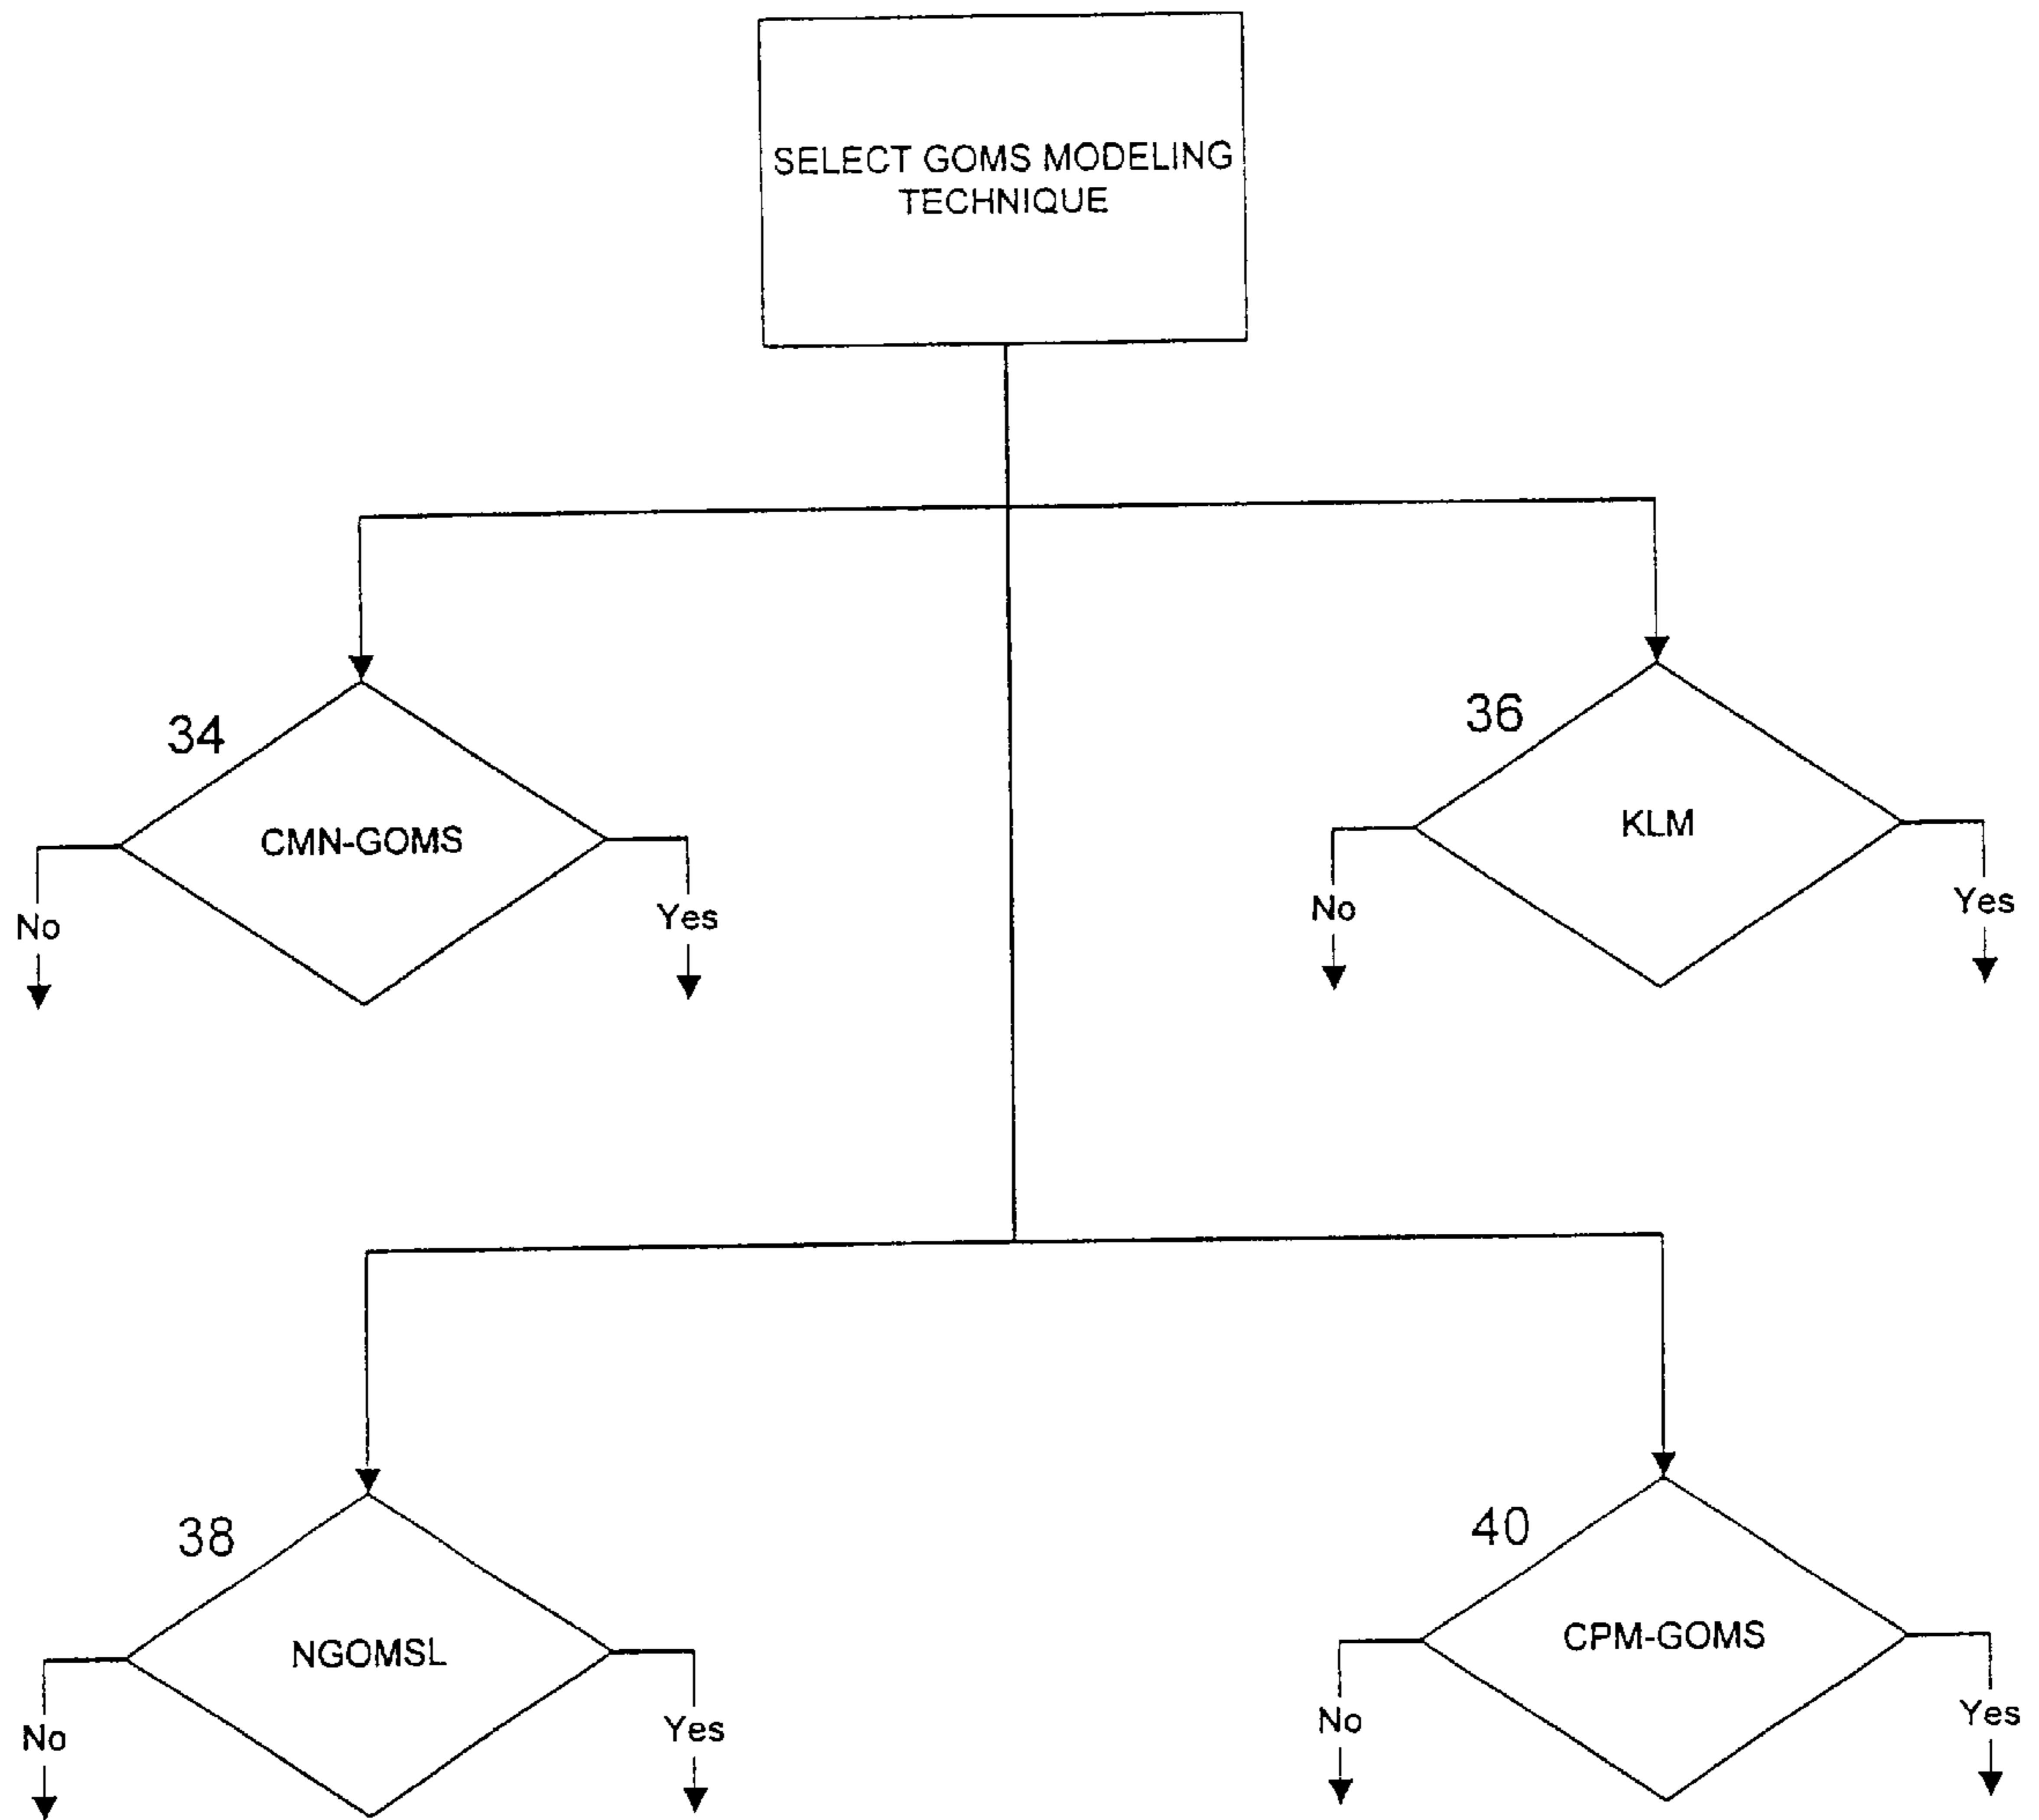 SELECT GOMS MODELING
TECHNIQUE
34
CMN-GOMS
No
Yes
36
KLM
No
Yes
38
NGOMSL
No
Yes
40
CPM-GOMS
No
Yes